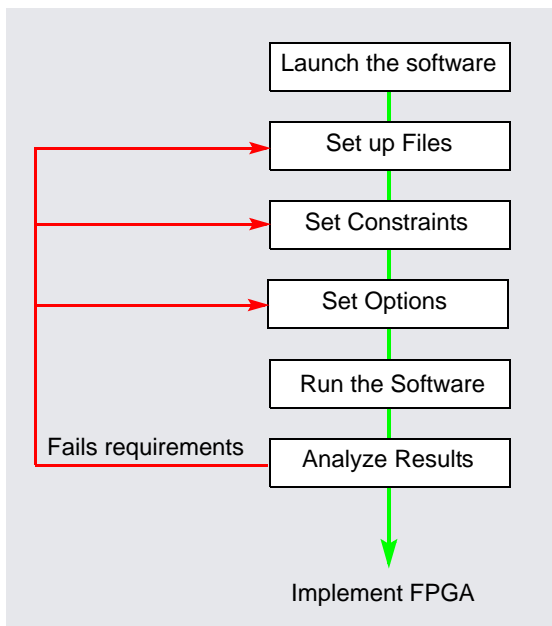 Launch the software
Set up Files
Set Constraints
Set Options
Run the Software
Fails requirements
Analyze Results
Implement FPGA